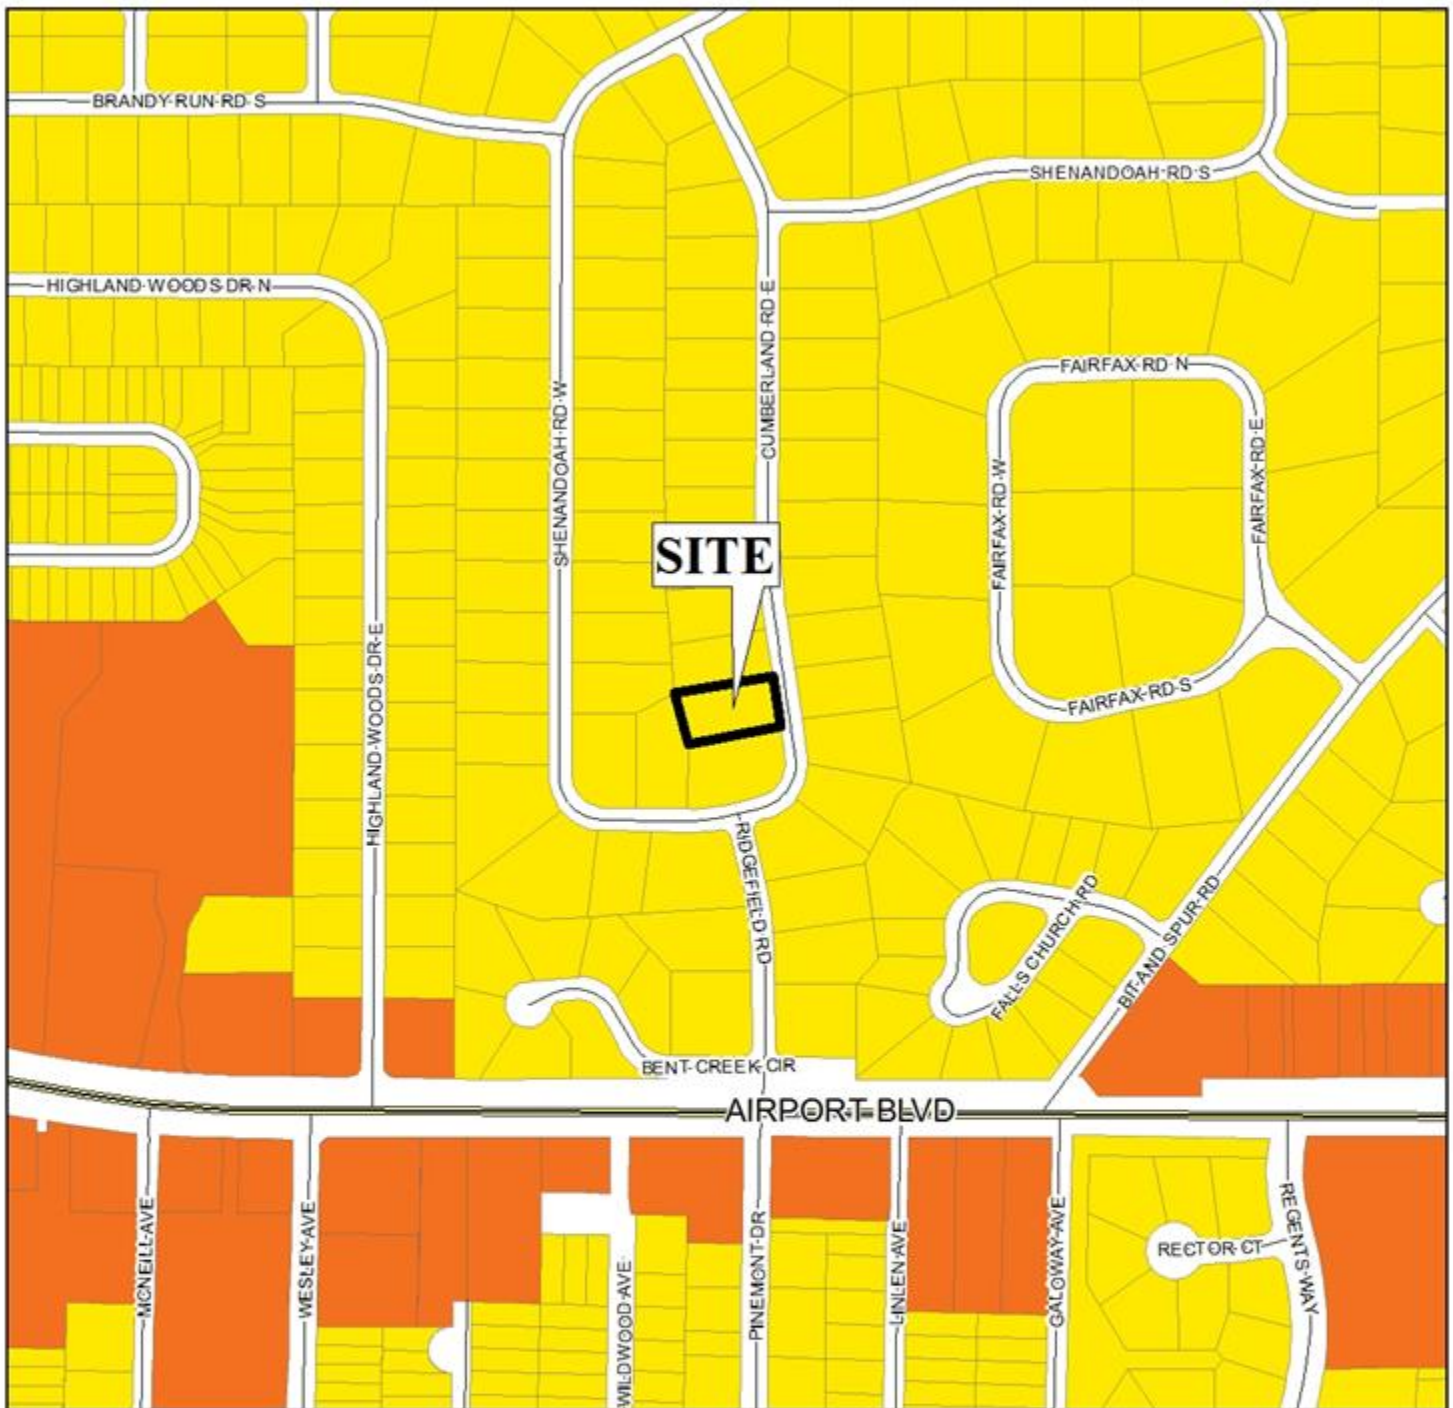 BRANDY RUN RD S
SHENANDOAH RD S
HIGHLAND WOODS DR N
CUMBERLAND RD E
FAIRFAX RD N
SHENANDOAH RD W
FAIRFAX RD W
FAIRFAX RD E
SITE
HIGHLAND WOODS DR E
FAIRFAX RD S
RIDGEFIELD RD
FALLS CHURCH RD
BIT AND SPUR RD
BENT CREEK CIR
AIRPORT BLVD
MCNEILL AVE
WESLEY AVE
WILDWOOD AVE
PINEMONT DR
LINLEN AVE
GALOWAY AVE
RECTOR CT
REGENTS WAY